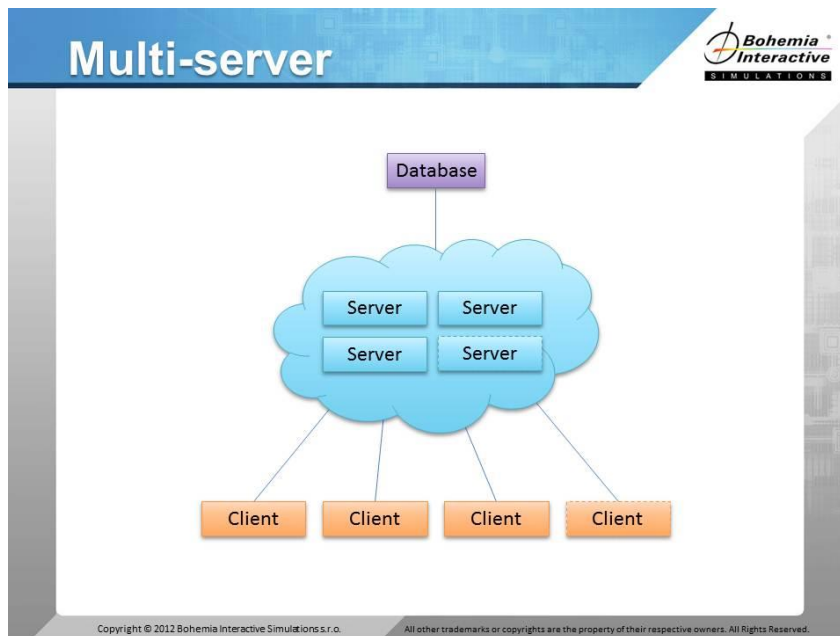 Multi-server
Bohemia
Interactive
SIMULATIONS
Database
Server Server
Server Server
Client Client Client Client
Copyright © 2012 Bohemia Interactive Simulations s.r.o. All other trademarks or copyrights are the property of their respective owners. All Rights Reserved.